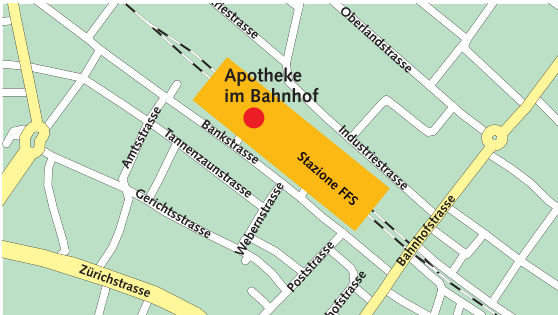 Oberlandstrasse
Apotheke
im Bahnhof
Industriestrasse
Stazione FFS
Bankstrasse
Amtsstrasse
Tannenzaunstrasse
Gerichtsstrasse
Webernstrasse
Poststrasse
Bahnhofstrasse
Zürichstrasse